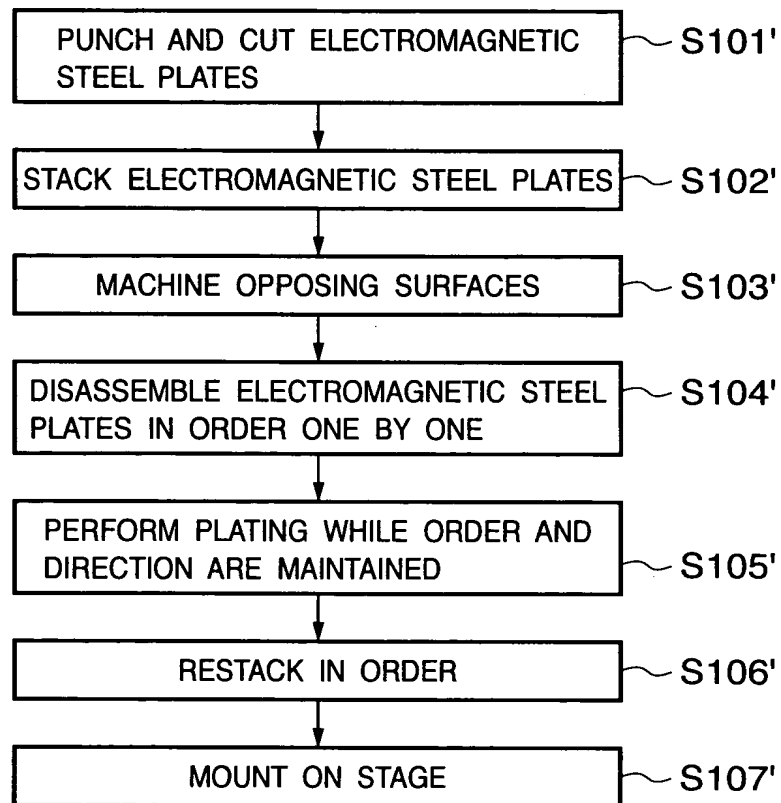 PUNCH AND CUT ELECTROMAGNETIC
STEEL PLATES
S101'
STACK ELECTROMAGNETIC STEEL PLATES
S102'
MACHINE OPPOSING SURFACES
S103'
DISASSEMBLE ELECTROMAGNETIC STEEL
PLATES IN ORDER ONE BY ONE
S104'
PERFORM PLATING WHILE ORDER AND
DIRECTION ARE MAINTAINED
S105'
RESTACK IN ORDER
S106'
MOUNT ON STAGE
S107'